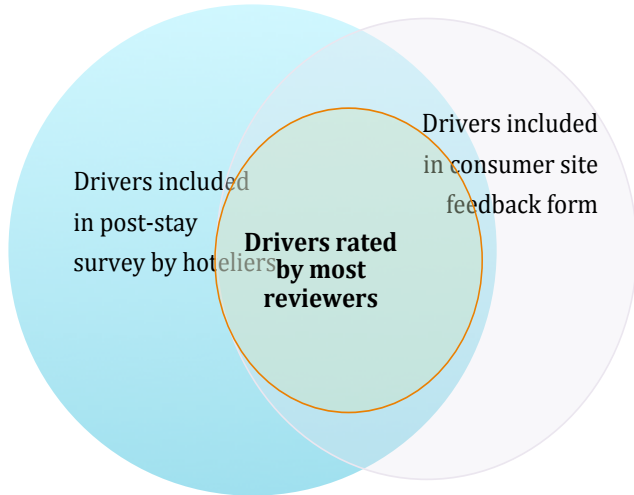 Drivers included
in post-stay
survey by hoteliers
Drivers rated
by most
reviewers
Drivers included
in consumer site
feedback form